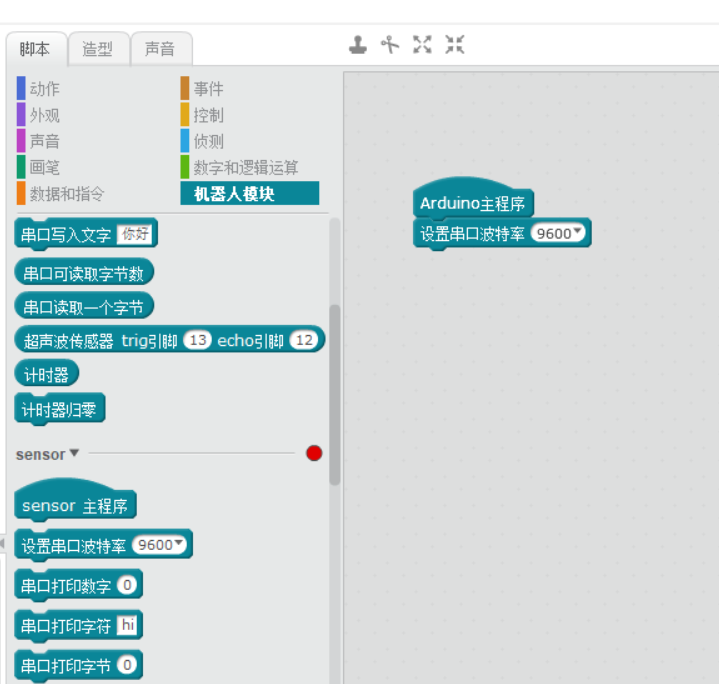 脚本 造型 声音
动作 事件
外观 控制
声音 侦测
画笔 数字和逻辑运算
数据和指令 机器人模块
串口写入文字 你好
串口可读取字节数
串口读取一个字节
超声波传感器 trig引脚 13 echo引脚 12
计时器
计时器归零
sensor
sensor 主程序
设置串口波特率 9600
串口打印数字 0
串口打印字符 hi
串口打印字节 0
Arduino主程序
设置串口波特率 9600